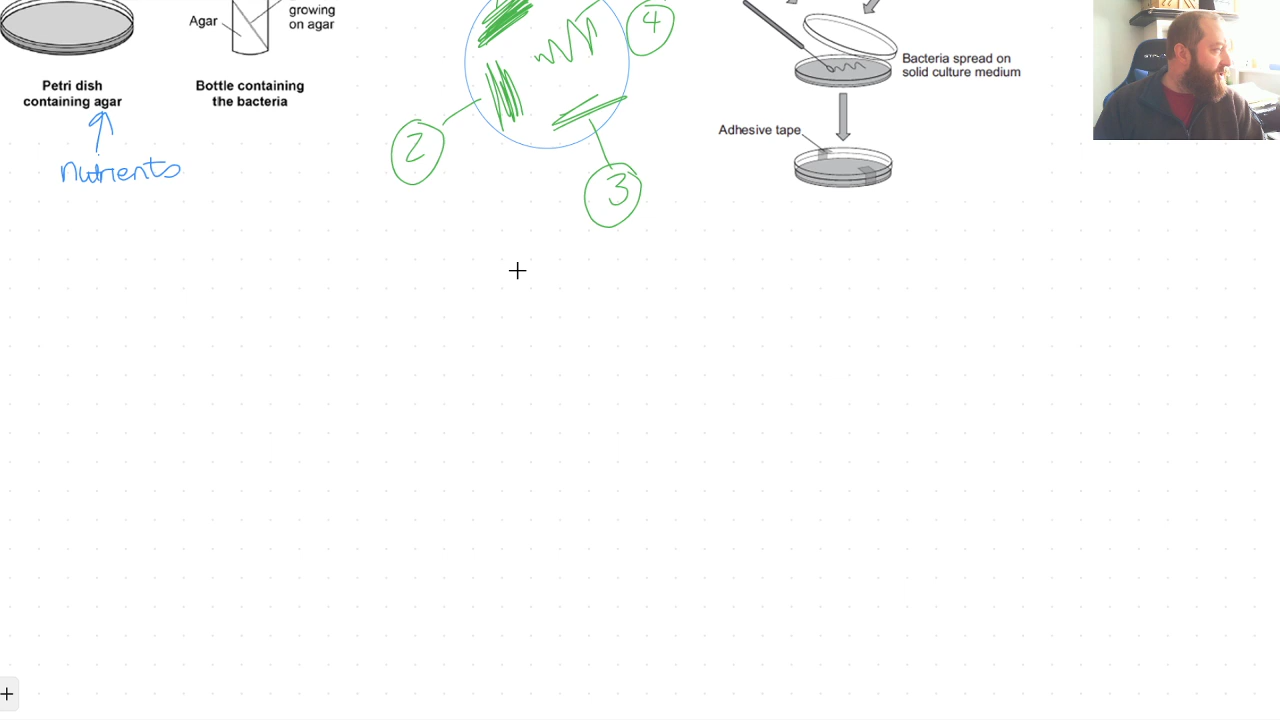 Agar
growing
on agar
Petri dish
containing agar
Bottle containing
the bacteria
nutrients
2
3
4
Bacteria spread on
solid culture medium
Adhesive tape